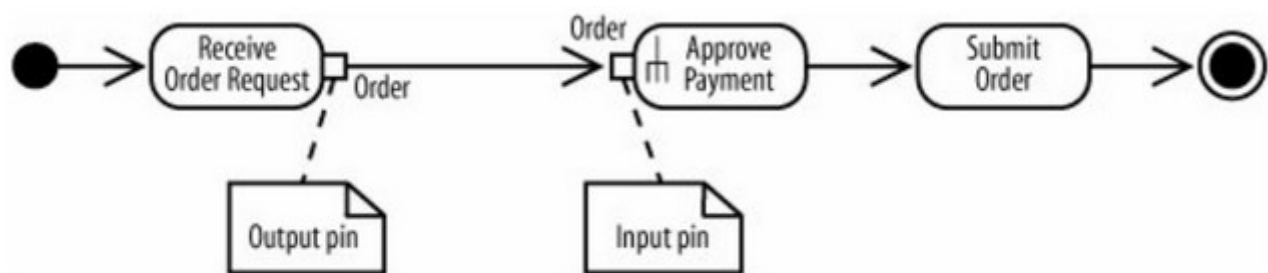 Receive
Order Request
Order
Order
Approve
Payment
Submit
Order
Output pin
Input pin